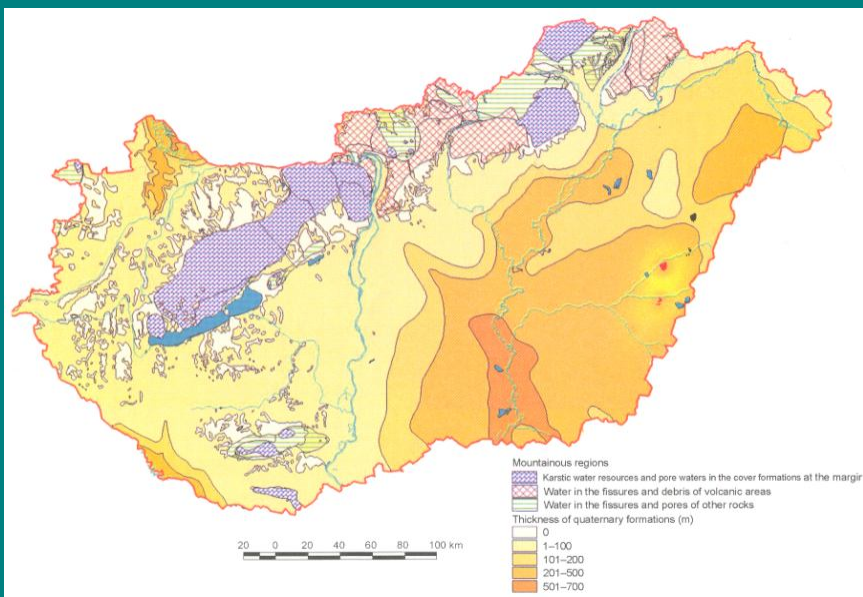 Mountainous regions
Karstic water resources and pore waters in the cover formations at the margin
Water in the fissures and debris of volcanic areas
Water in the fissures and pores of other rocks
Thickness of quaternary formations (m)
0
1–100
101–200
201–500
501–700
20 0 20 40 60 80 100 km